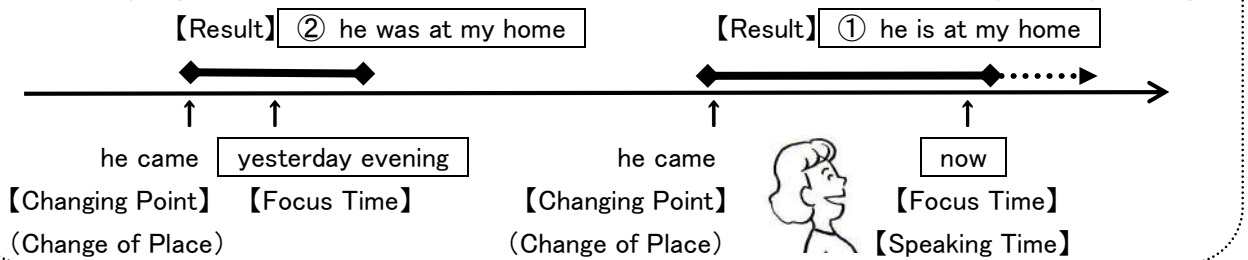 【Result】 ② he was at my home 【Result】 ① he is at my home
↑ ↑ ↑ ↑
he came yesterday evening he came now
【Changing Point】 【Focus Time】 【Changing Point】 【Focus Time】
（Change of Place） （Change of Place） 【Speaking Time】